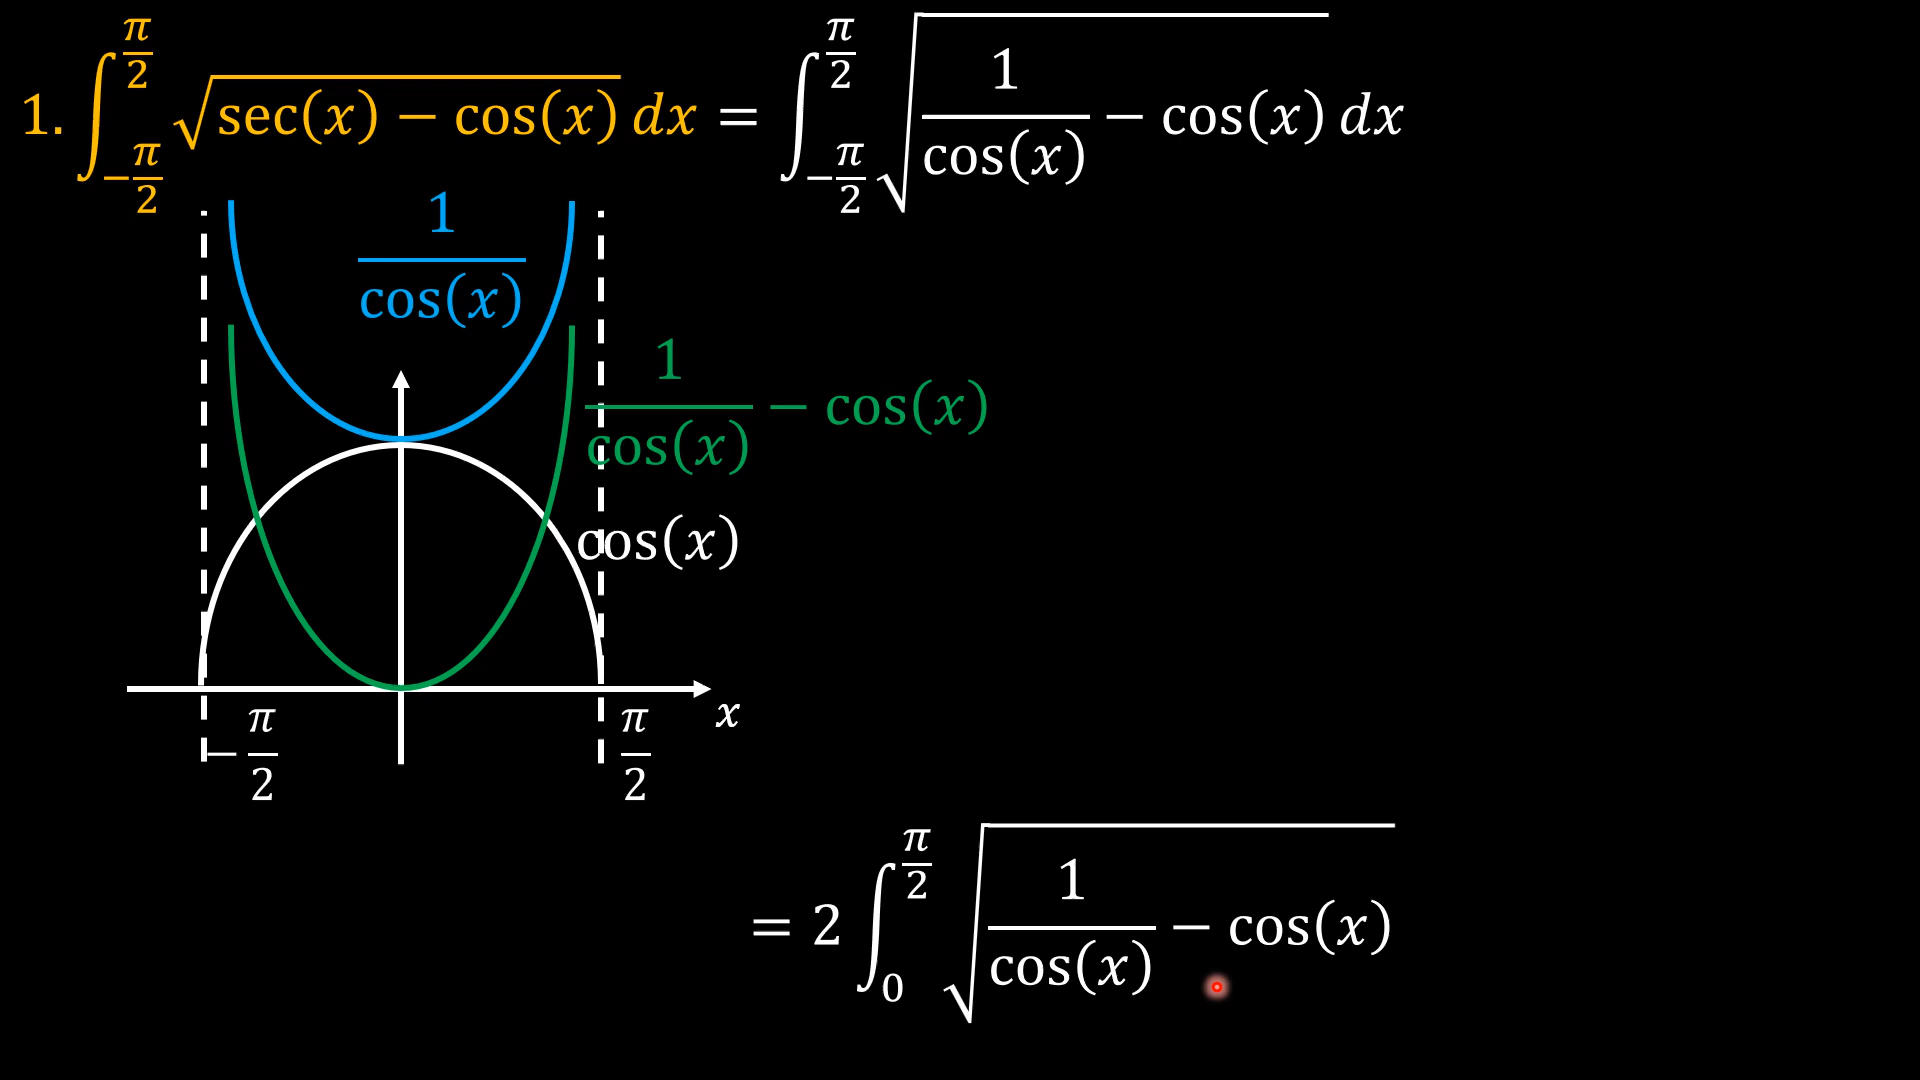 1. ∫_{-π/2}^{π/2} √(sec(x) − cos(x)) dx = ∫_{-π/2}^{π/2} √(1/cos(x) − cos(x)) dx
1/cos(x)
1/cos(x) − cos(x)
cos(x)
x
−π/2
π/2
= 2 ∫_0^{π/2} √(1/cos(x) − cos(x))